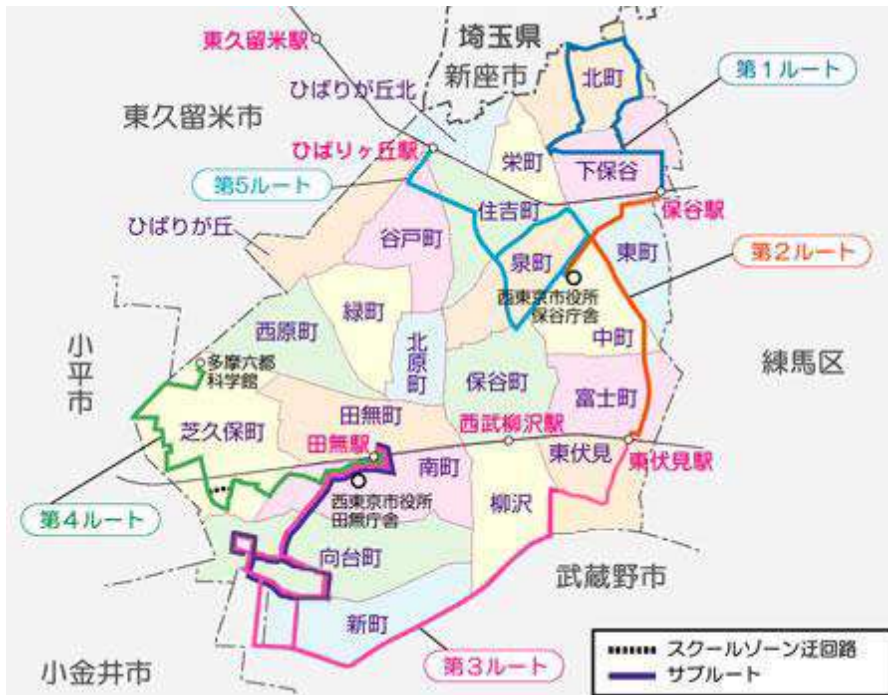 東久留米駅
埼玉県
新座市
北町
第1ルート
ひばりが丘北
東久留米市
ひばりヶ丘駅
栄町
下保谷
第5ルート
住吉町
保谷駅
ひばりが丘
谷戸町
泉町
東町
第2ルート
西東京市役所
保谷庁舎
緑町
西原町
北原町
中町
小平市
多摩六都
科学館
保谷町
練馬区
富士町
田無町
西武柳沢駅
芝久保町
田無駅
東伏見
東伏見駅
南町
西東京市役所
田無庁舎
柳沢
第4ルート
向台町
武蔵野市
新町
スクールゾーン迂回路
第3ルート
サブルート
小金井市